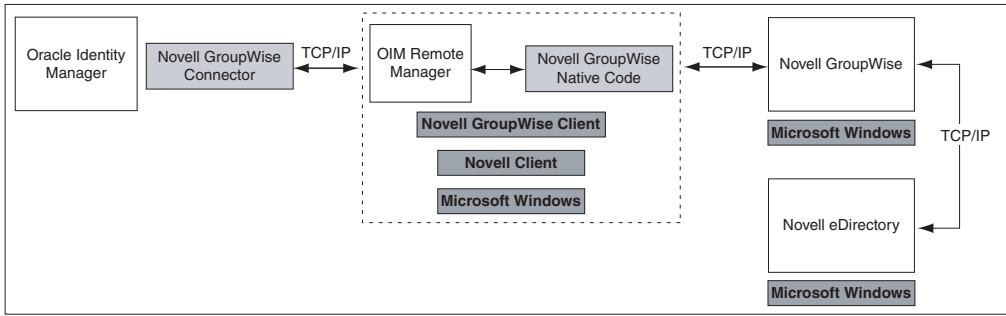 Oracle Identity
Manager
Novell GroupWise
Connector
TCP/IP
OIM Remote
Manager
Novell GroupWise
Native Code
Novell GroupWise Client
Novell Client
Microsoft Windows
TCP/IP
Novell GroupWise
Microsoft Windows
TCP/IP
Novell eDirectory
Microsoft Windows